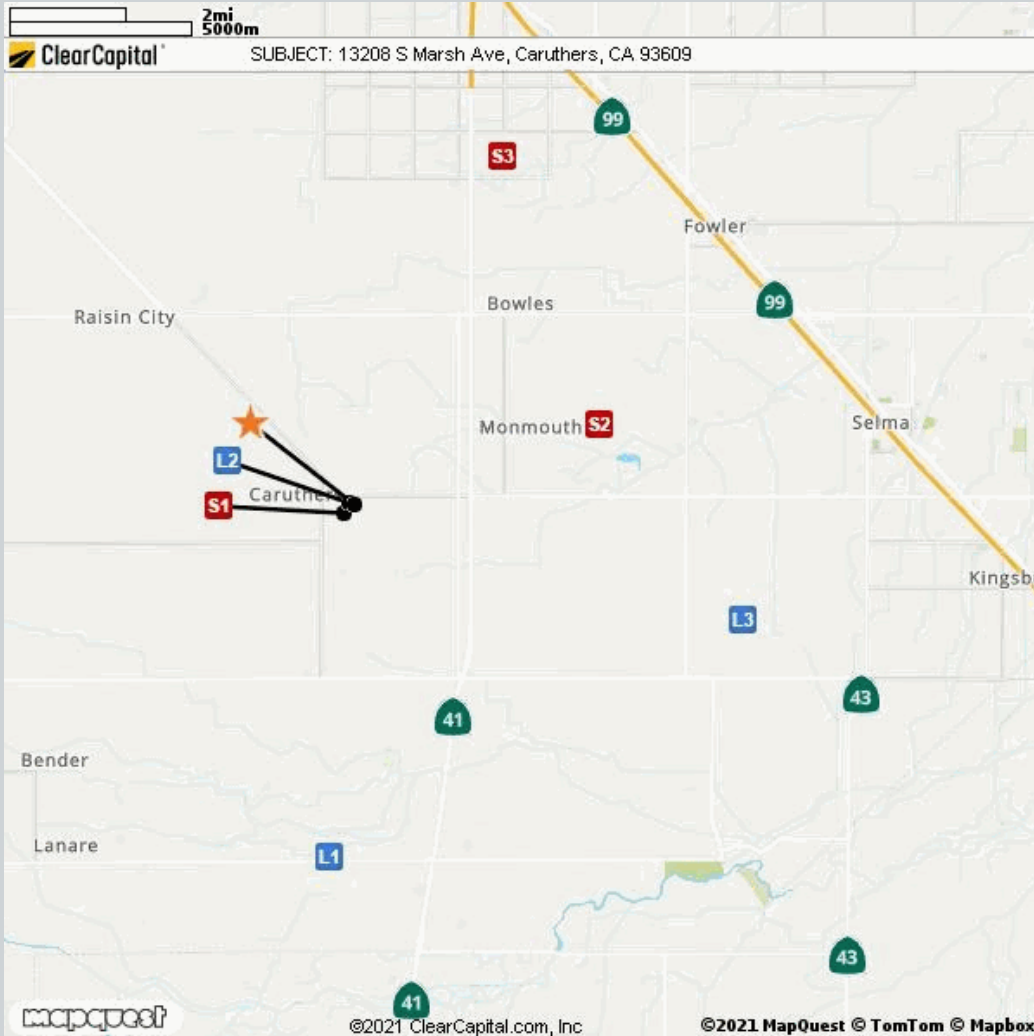 2mi
5000m
ClearCapital
SUBJECT: 13208 S Marsh Ave, Caruthers, CA 93609
99
S3
Fowler
99
Bowles
Raisin City
Monmouth
S2
Selma
L2
Caruther
S1
Kingsb
L3
43
41
Bender
Lanare
L1
43
41
mapquest
©2021 ClearCapital.com, Inc
©2021 MapQuest © TomTom © Mapbox